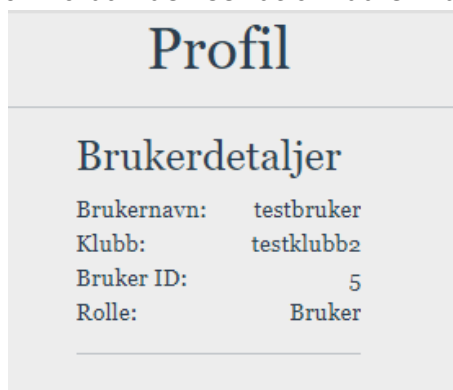 Profil
Brukerdetaljer
Brukernavn: testbruker
Klubb: testklubb2
Bruker ID: 5
Rolle: Bruker